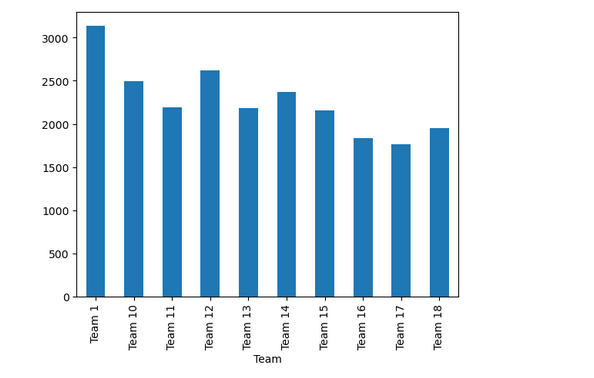 3000
2500
2000
1500
1000
500
0
Team 1
Team 10
Team 11
Team 12
Team 13
Team 14
Team 15
Team 16
Team 17
Team 18
Team